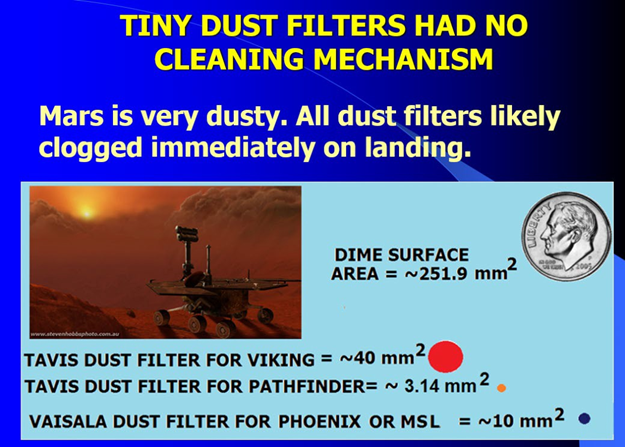 TINY DUST FILTERS HAD NO
CLEANING MECHANISM
Mars is very dusty. All dust filters likely
clogged immediately on landing.
DIME SURFACE
AREA = ~251.9 mm²
LIBERTY
www.stevenhobbsphoto.com.au
TAVIS DUST FILTER FOR VIKING = ~40 mm²
TAVIS DUST FILTER FOR PATHFINDER= ~ 3.14 mm²
VAISALA DUST FILTER FOR PHOENIX OR MSL = ~10 mm²